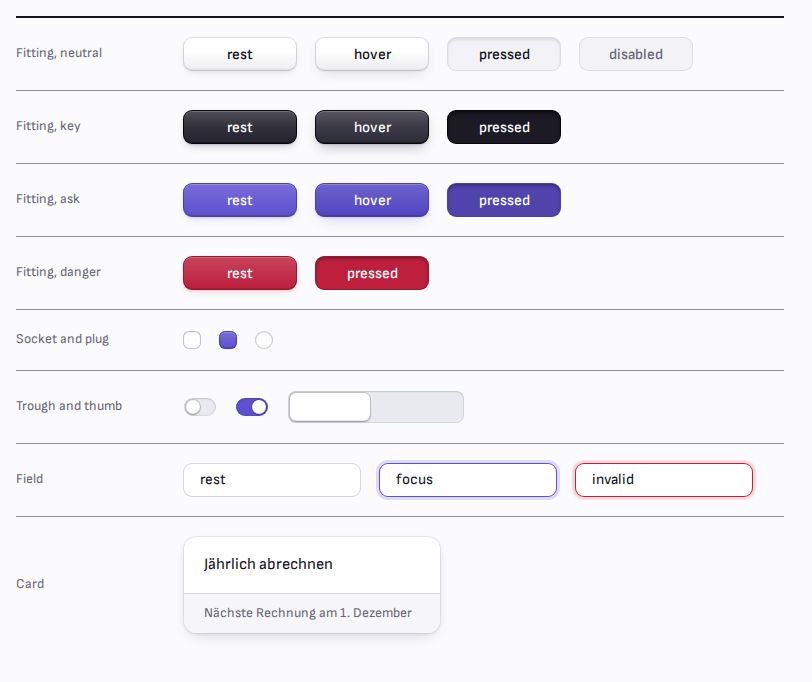 Fitting, neutral rest hover pressed disabled
Fitting, key rest hover pressed
Fitting, ask rest hover pressed
Fitting, danger rest pressed
Socket and plug
Trough and thumb
Field rest focus invalid
Jährlich abrechnen
Card
Nächste Rechnung am 1. Dezember